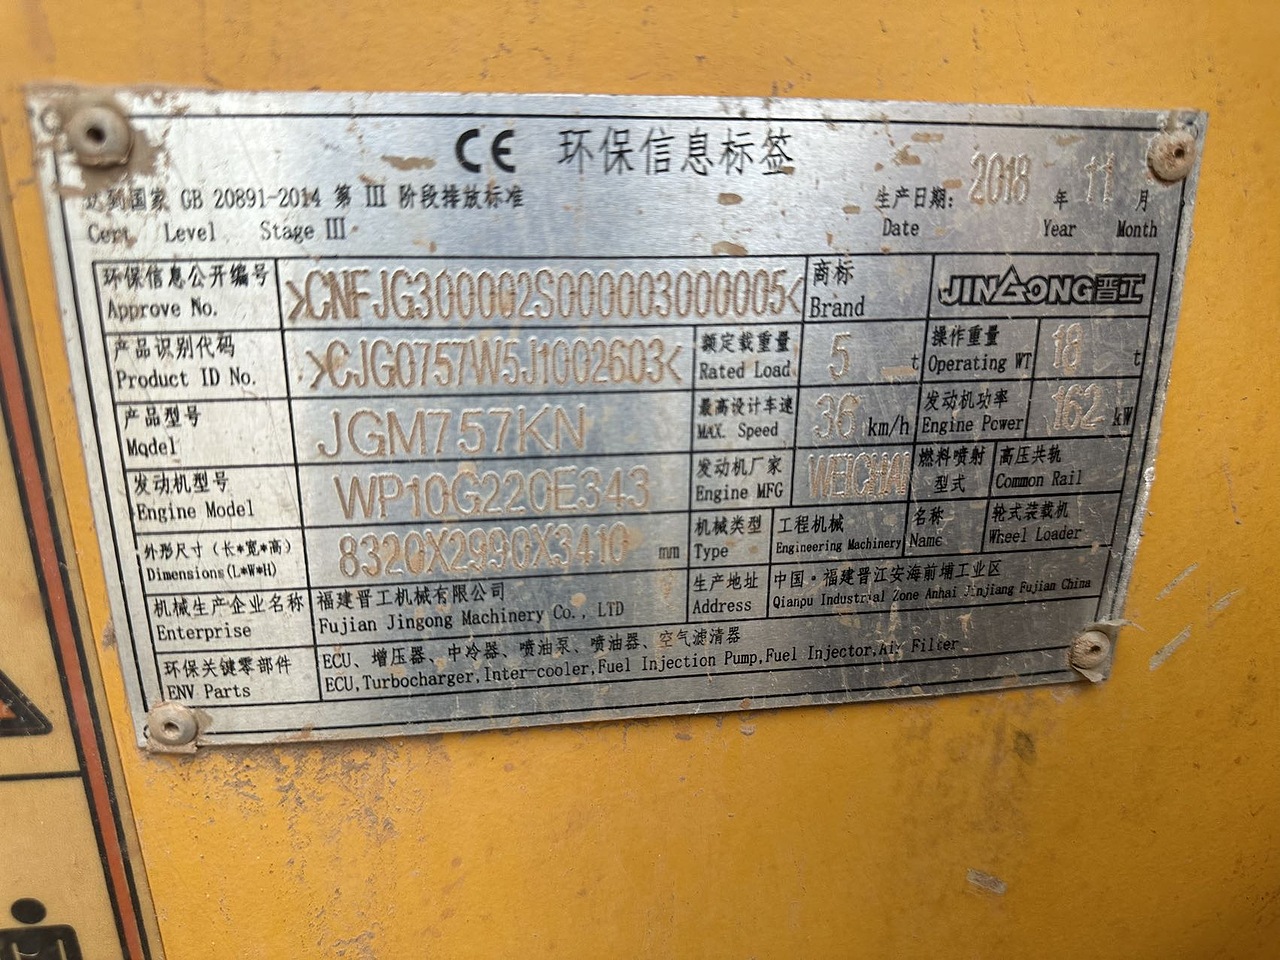 CE 环保信息标签
达到国家 GB 20891-2014 第 III 阶段排放标准
Cert. Level Stage III
生产日期: 2018 年 11 月
Date Year Month
环保信息公开编号 >CNFJG300002S000003000005< 商标 JINGONG晋工
Approve No. Brand
产品识别代码 >CJG0757W5J1002603< 额定载重量 5 t 操作重量 18 t
Product ID No. Rated Load Operating WT
产品型号 JGM757KN 最高设计车速 36 km/h 发动机功率 162 kW
Model MAX. Speed Engine Power
发动机型号 WP10G220E343 发动机厂家 WEICHAI 燃料喷射型式 高压共轨
Engine Model Engine MFG Common Rail
外形尺寸(长*宽*高) 8320X2990X3410 mm 机械类型 工程机械 名称 轮式装载机
Dimensions(L*W*H) Type Engineering Machinery Name Wheel Loader
机械生产企业名称 福建晋工机械有限公司 生产地址 中国·福建晋江安海前埔工业区
Enterprise Fujian Jingong Machinery Co., LTD Address Qianpu Industrial Zone Anhai Jinjiang Fujian China
环保关键零部件 ECU、增压器、中冷器、喷油泵、喷油器、空气滤清器
ENV Parts ECU,Turbocharger,Inter-cooler,Fuel Injection Pump,Fuel Injector,Air Filter